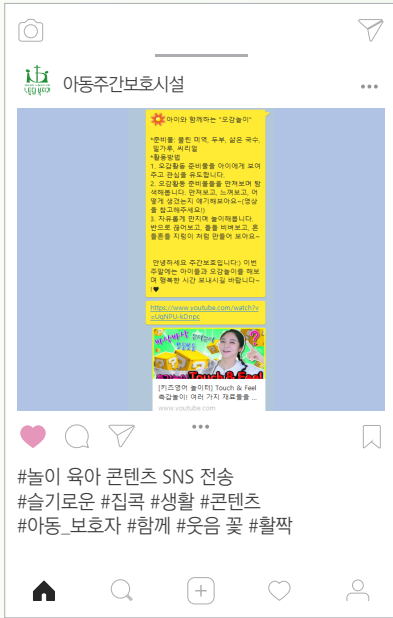 아동주간보호시설
아이와 함께하는 "오감놀이"
*준비물: 불린 미역, 두부, 삶은 국수,
밀가루, 씨리얼
*활동방법
1. 오감활동 준비물을 아이에게 보여
주고 관심을 유도합니다.
2. 오감활동 준비물들을 만져보며 탐
색해봅니다. 만져보고, 느껴보고, 어
떻게 생겼는지 얘기해보아요~(영상
을 참고해주세요!)
3. 자유롭게 만지며 놀이해봅니다.
반으로 끊어보고, 돌돌 비벼보고, 흔
들흔들 지렁이 처럼 만들어 보아요~
안녕하세요 주간보호입니다:) 이번
주말에는 아이들과 오감놀이를 해보
며 행복한 시간 보내시길 바랍니다~
!♥
https://www.youtube.com/watch?v
=UqNPU-KDnpc
Touch & Feel
[키즈영어 놀이터] Touch & Feel
촉감놀이! 여러 가지 재료들을 ...
www.youtube.com
#놀이 육아 콘텐츠 SNS 전송
#슬기로운 #집콕 #생활 #콘텐츠
#아동_보호자 #함께 #웃음 꽃 #활짝